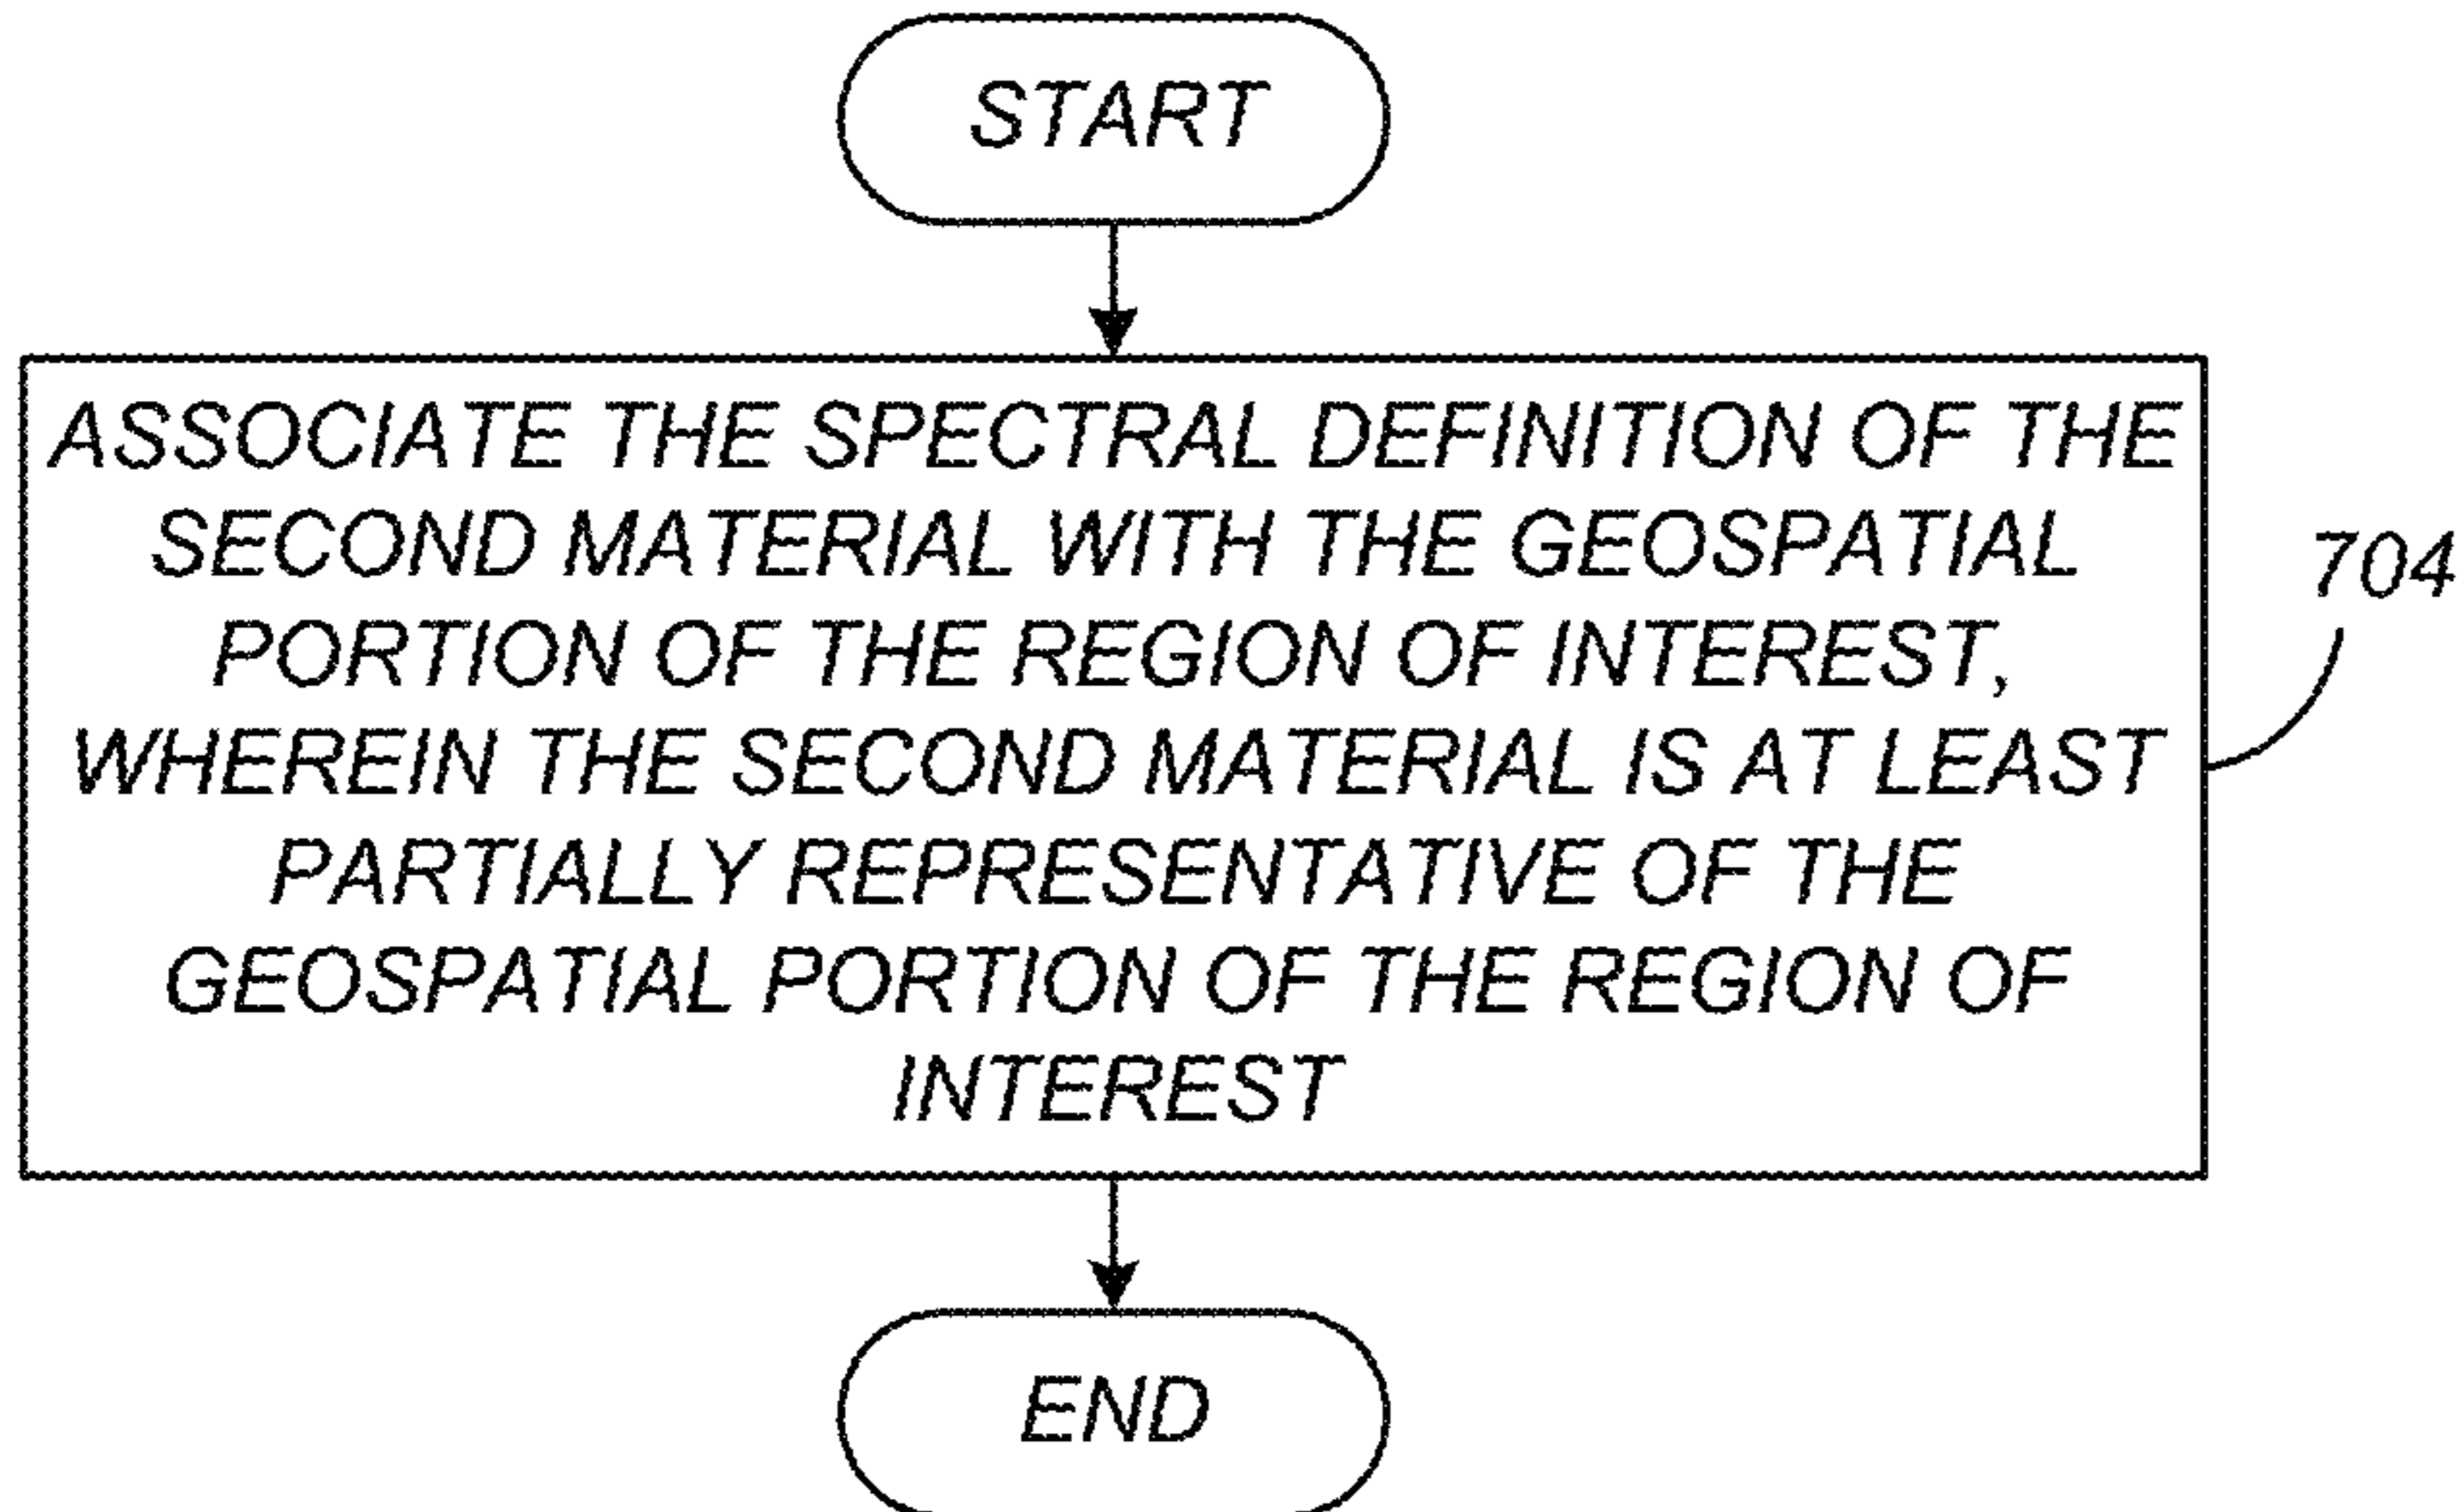 START
ASSOCIATE THE SPECTRAL DEFINITION OF THE
SECOND MATERIAL WITH THE GEOSPATIAL
PORTION OF THE REGION OF INTEREST,
WHEREIN THE SECOND MATERIAL IS AT LEAST
PARTIALLY REPRESENTATIVE OF THE
GEOSPATIAL PORTION OF THE REGION OF
INTEREST
704
END